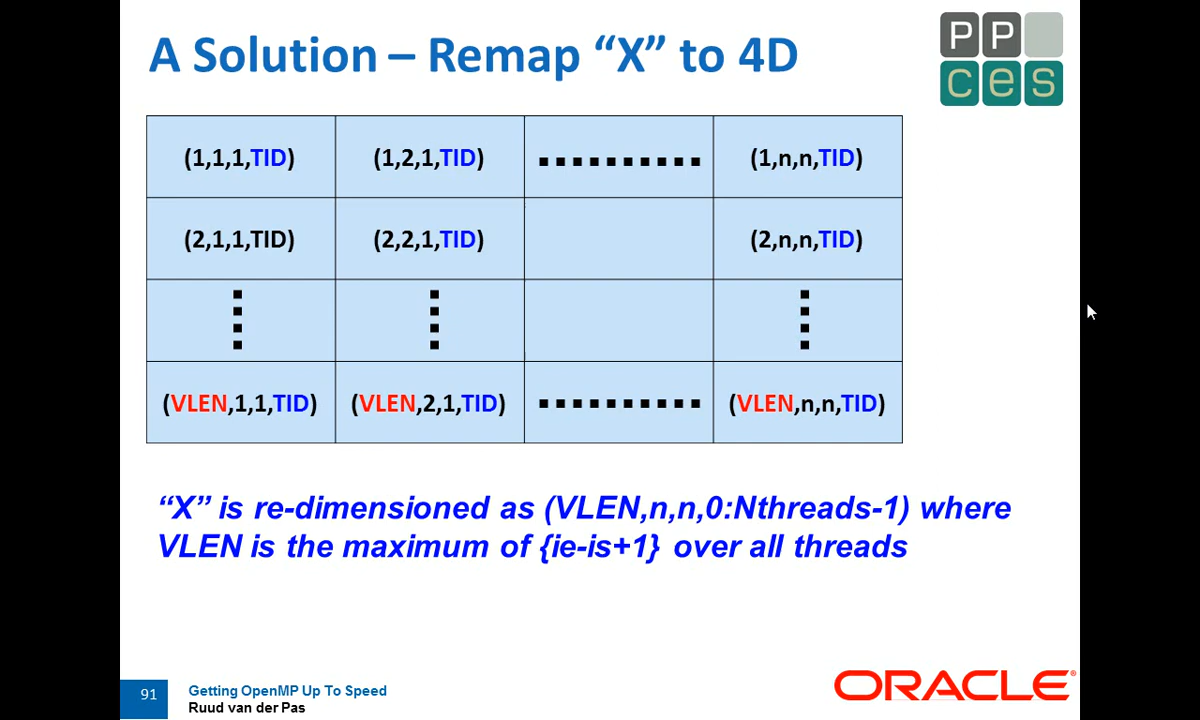 A Solution – Remap “X” to 4D
PP
ces
(1,1,1,TID) (1,2,1,TID) (1,n,n,TID)
(2,1,1,TID) (2,2,1,TID) (2,n,n,TID)
(VLEN,1,1,TID) (VLEN,2,1,TID) (VLEN,n,n,TID)
“X” is re-dimensioned as (VLEN,n,n,0:Nthreads-1) where
VLEN is the maximum of {ie-is+1} over all threads
91
Getting OpenMP Up To Speed
Ruud van der Pas
ORACLE®